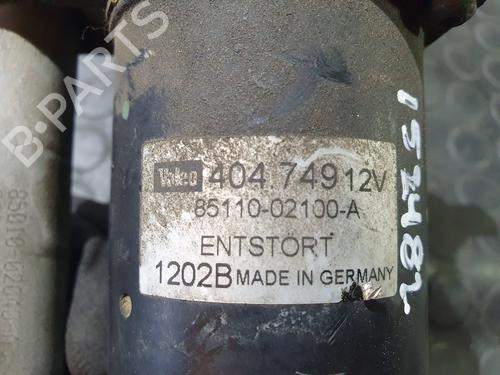 B-PARTS
Valeo 404.749 12V
85110-02100-A
ENTSTORT
1202B MADE IN GERMANY